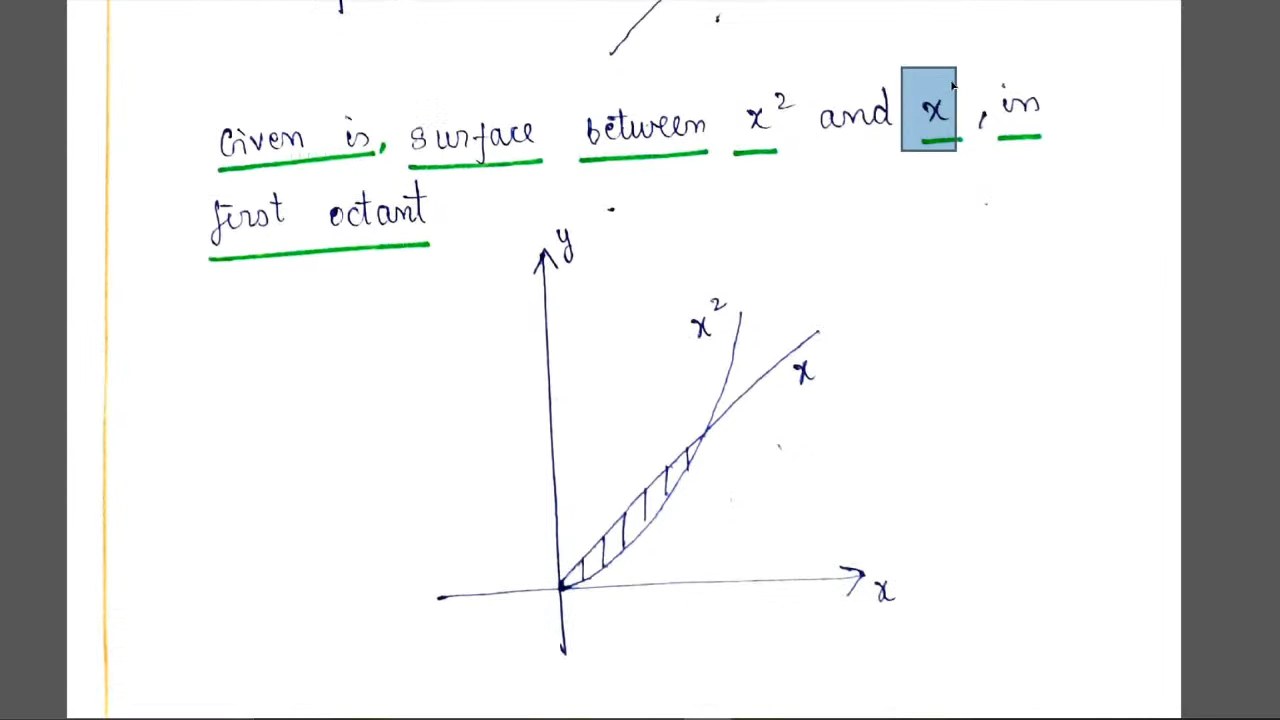 Given is, surface between x² and x, in
first octant
y
x²
x
x